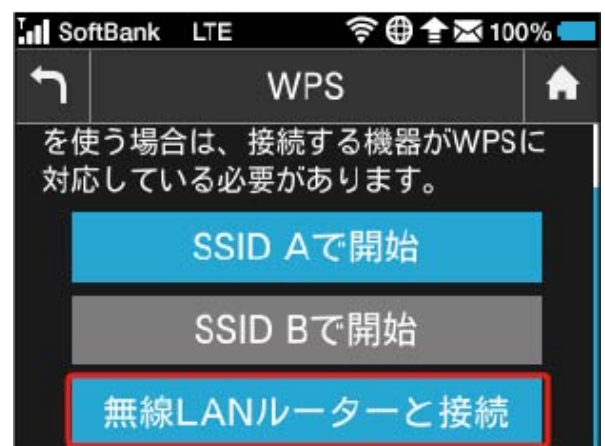 SoftBank LTE 100%
WPS
を使う場合は、接続する機器がWPSに
対応している必要があります。
SSID Aで開始
SSID Bで開始
無線LANルーターと接続